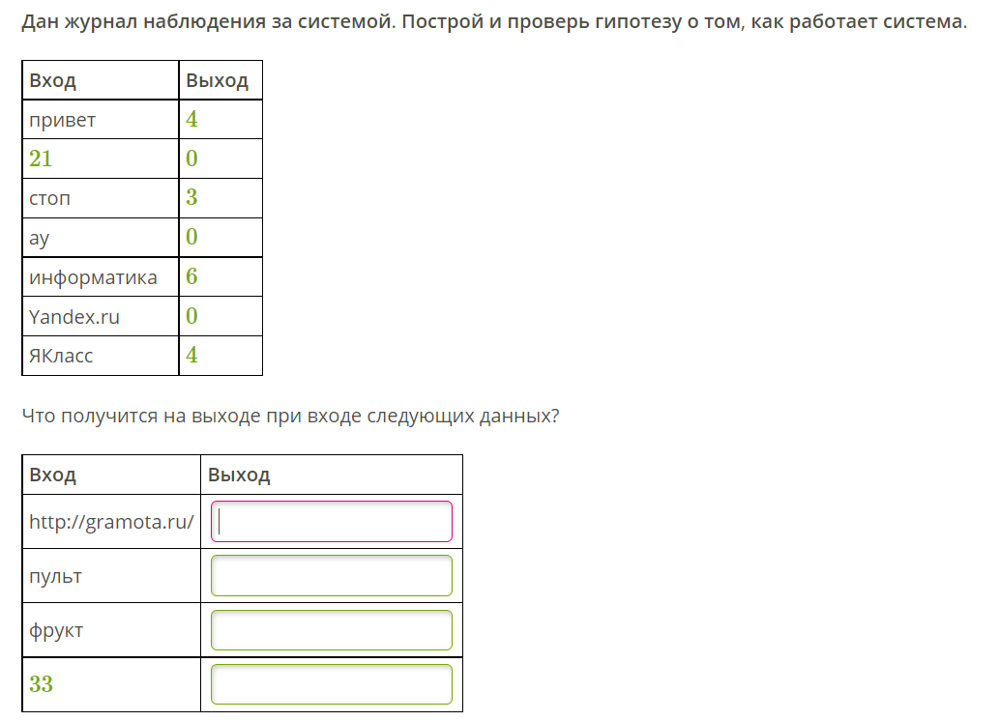 Дан журнал наблюдения за системой. Построй и проверь гипотезу о том, как работает система.
Вход Выход
привет 4
21 0
стоп 3
ау 0
информатика 6
Yandex.ru 0
ЯКласс 4
Что получится на выходе при входе следующих данных?
Вход Выход
http://gramota.ru/
пульт
фрукт
33